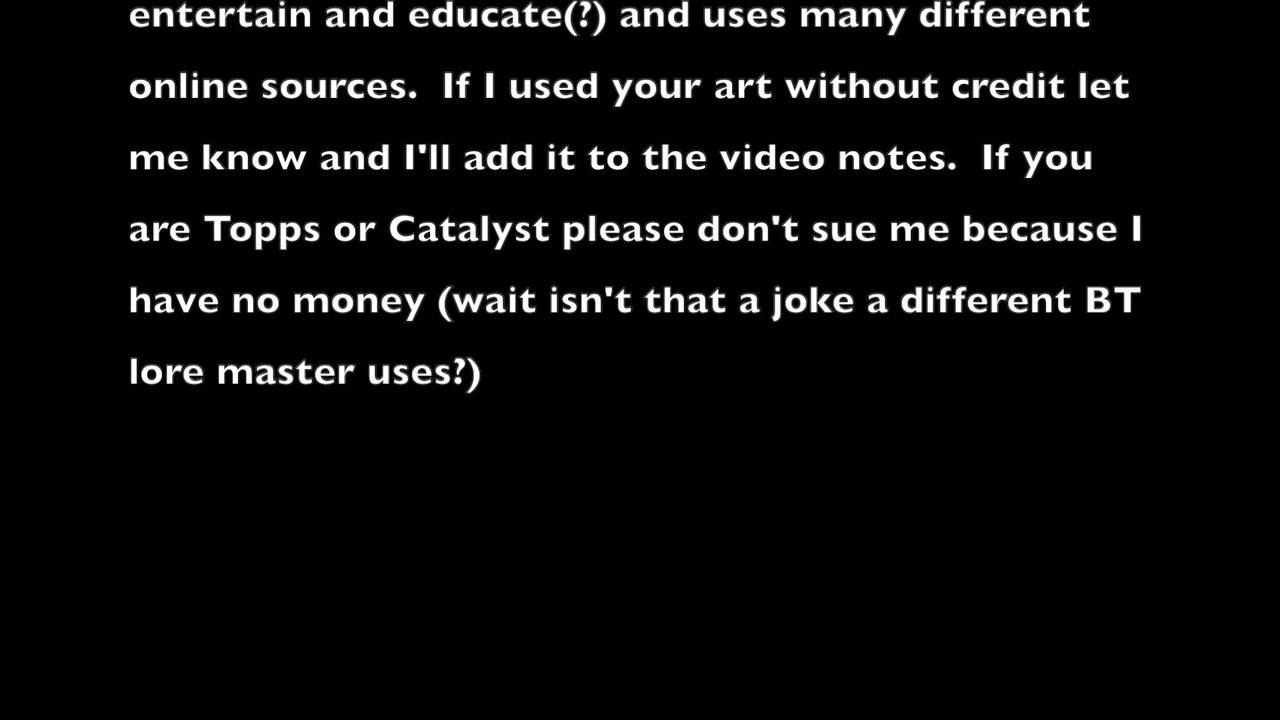 entertain and educate(?) and uses many different
online sources.  If I used your art without credit let
me know and I'll add it to the video notes.  If you
are Topps or Catalyst please don't sue me because I
have no money (wait isn't that a joke a different BT
lore master uses?)